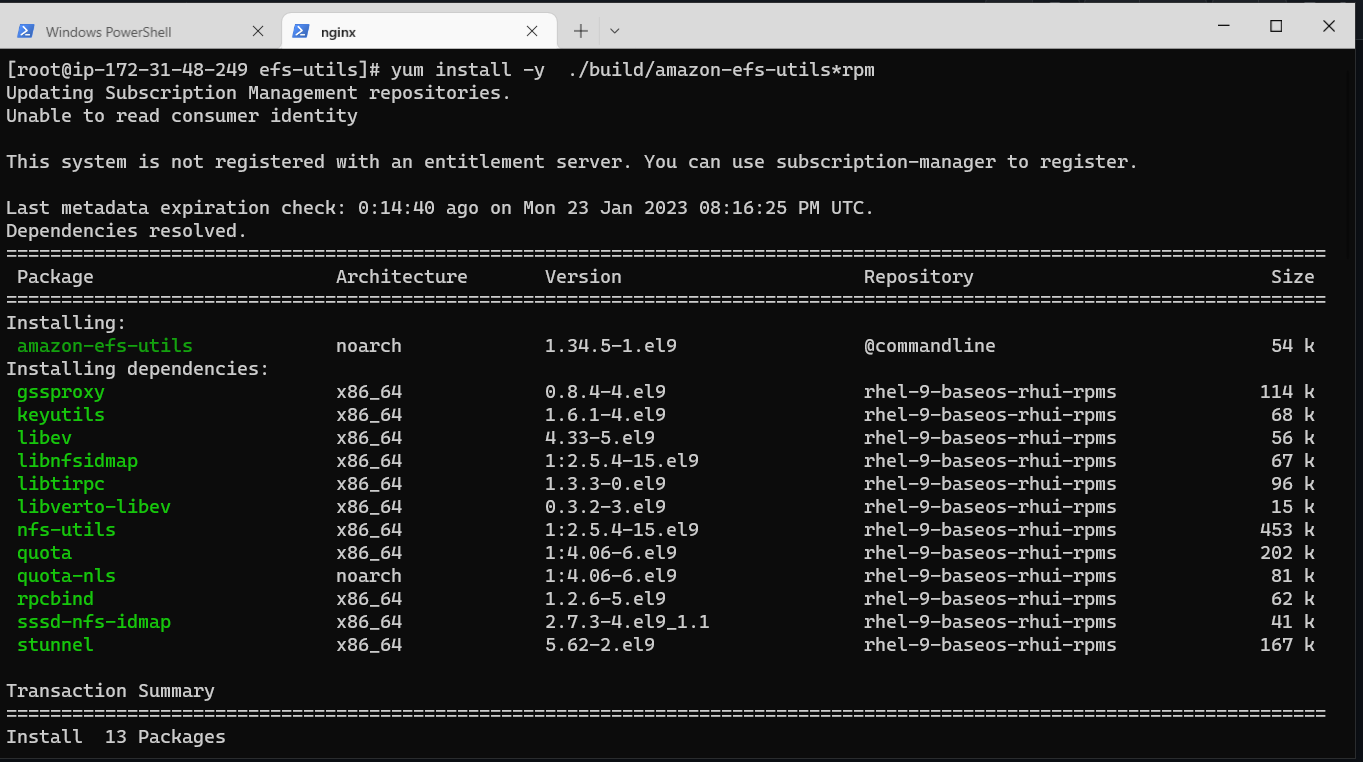 Windows PowerShell
nginx
[root@ip-172-31-48-249 efs-utils]# yum install -y  ./build/amazon-efs-utils*rpm
Updating Subscription Management repositories.
Unable to read consumer identity
This system is not registered with an entitlement server. You can use subscription-manager to register.
Last metadata expiration check: 0:14:40 ago on Mon 23 Jan 2023 08:16:25 PM UTC.
Dependencies resolved.
========================================================================================================================
Package Architecture Version Repository Size
========================================================================================================================
Installing:
amazon-efs-utils noarch 1.34.5-1.el9 @commandline 54 k
Installing dependencies:
gssproxy x86_64 0.8.4-4.el9 rhel-9-baseos-rhui-rpms 114 k
keyutils x86_64 1.6.1-4.el9 rhel-9-baseos-rhui-rpms 68 k
libev x86_64 4.33-5.el9 rhel-9-baseos-rhui-rpms 56 k
libnfsidmap x86_64 1:2.5.4-15.el9 rhel-9-baseos-rhui-rpms 67 k
libtirpc x86_64 1.3.3-0.el9 rhel-9-baseos-rhui-rpms 96 k
libverto-libev x86_64 0.3.2-3.el9 rhel-9-baseos-rhui-rpms 15 k
nfs-utils x86_64 1:2.5.4-15.el9 rhel-9-baseos-rhui-rpms 453 k
quota x86_64 1:4.06-6.el9 rhel-9-baseos-rhui-rpms 202 k
quota-nls noarch 1:4.06-6.el9 rhel-9-baseos-rhui-rpms 81 k
rpcbind x86_64 1.2.6-5.el9 rhel-9-baseos-rhui-rpms 62 k
sssd-nfs-idmap x86_64 2.7.3-4.el9_1.1 rhel-9-baseos-rhui-rpms 41 k
stunnel x86_64 5.62-2.el9 rhel-9-baseos-rhui-rpms 167 k
Transaction Summary
========================================================================================================================
Install  13 Packages